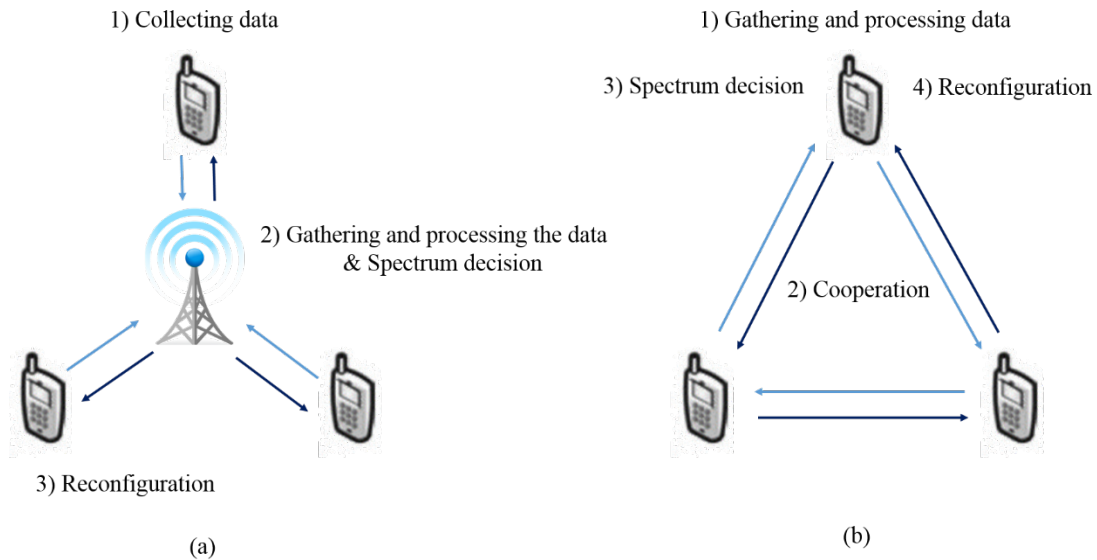 1) Collecting data
2) Gathering and processing the data
& Spectrum decision
3) Reconfiguration
(a)
1) Gathering and processing data
3) Spectrum decision
4) Reconfiguration
2) Cooperation
(b)